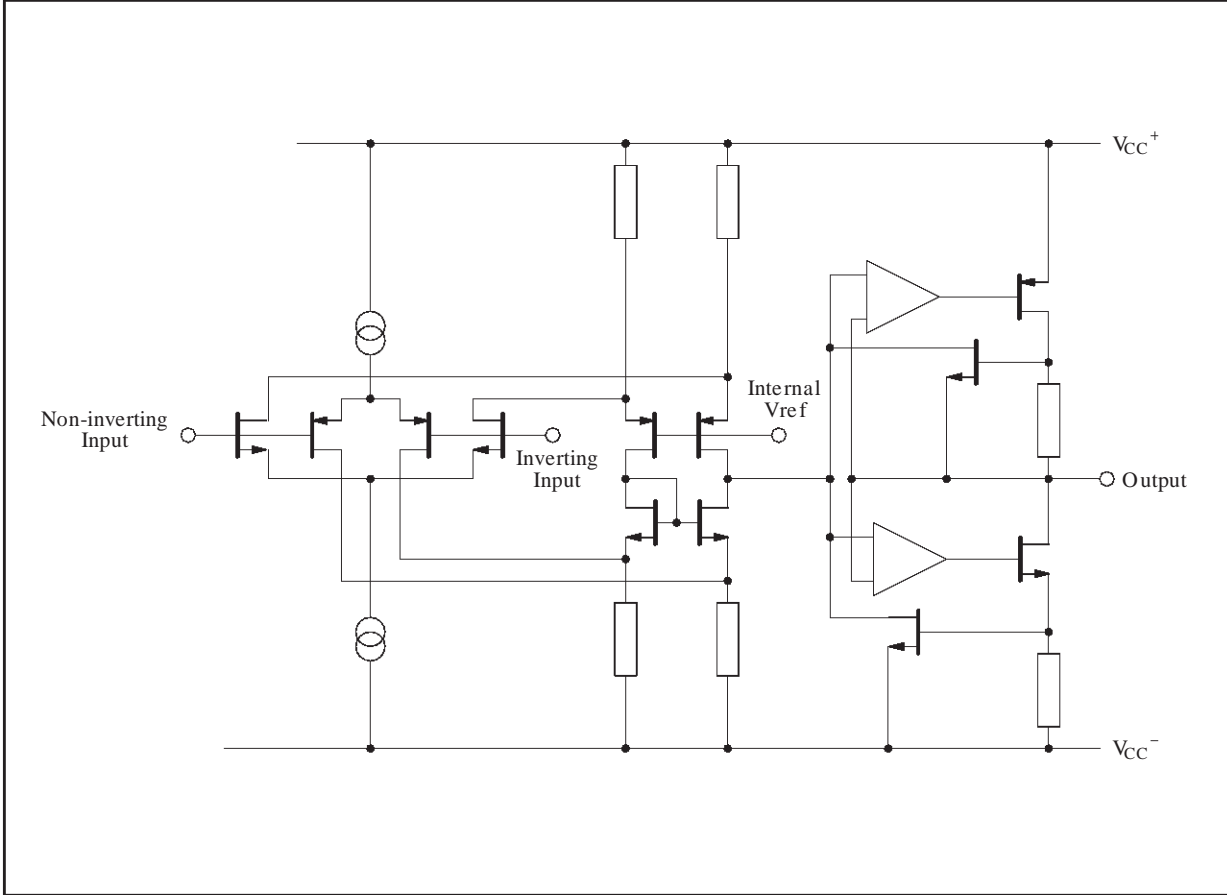 V_CC^+
Non-inverting
Input
Inverting
Input
Internal
Vref
Output
V_CC^−